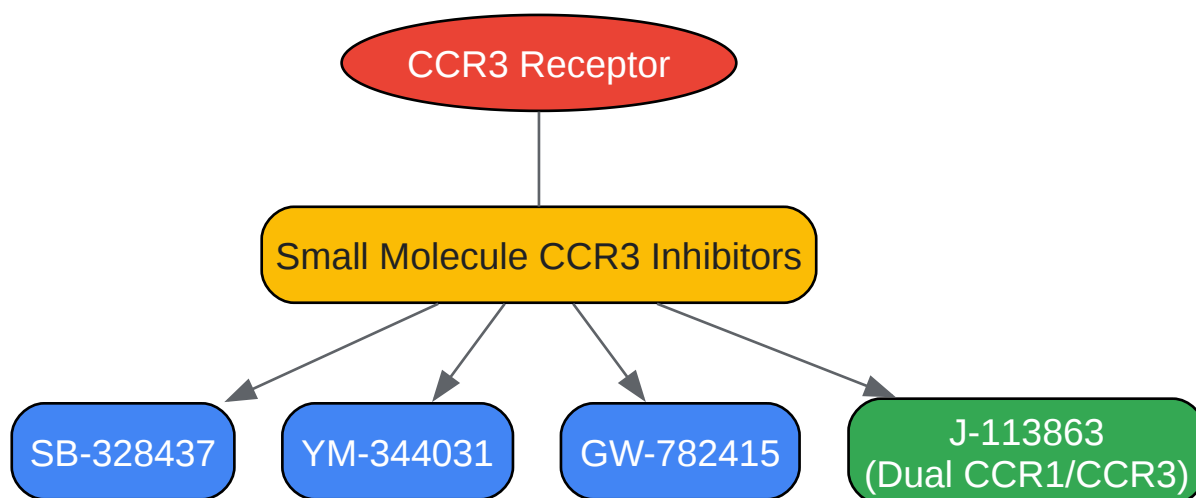 CCR3 Receptor
Small Molecule CCR3 Inhibitors
SB-328437
YM-344031
GW-782415
J-113863
(Dual CCR1/CCR3)